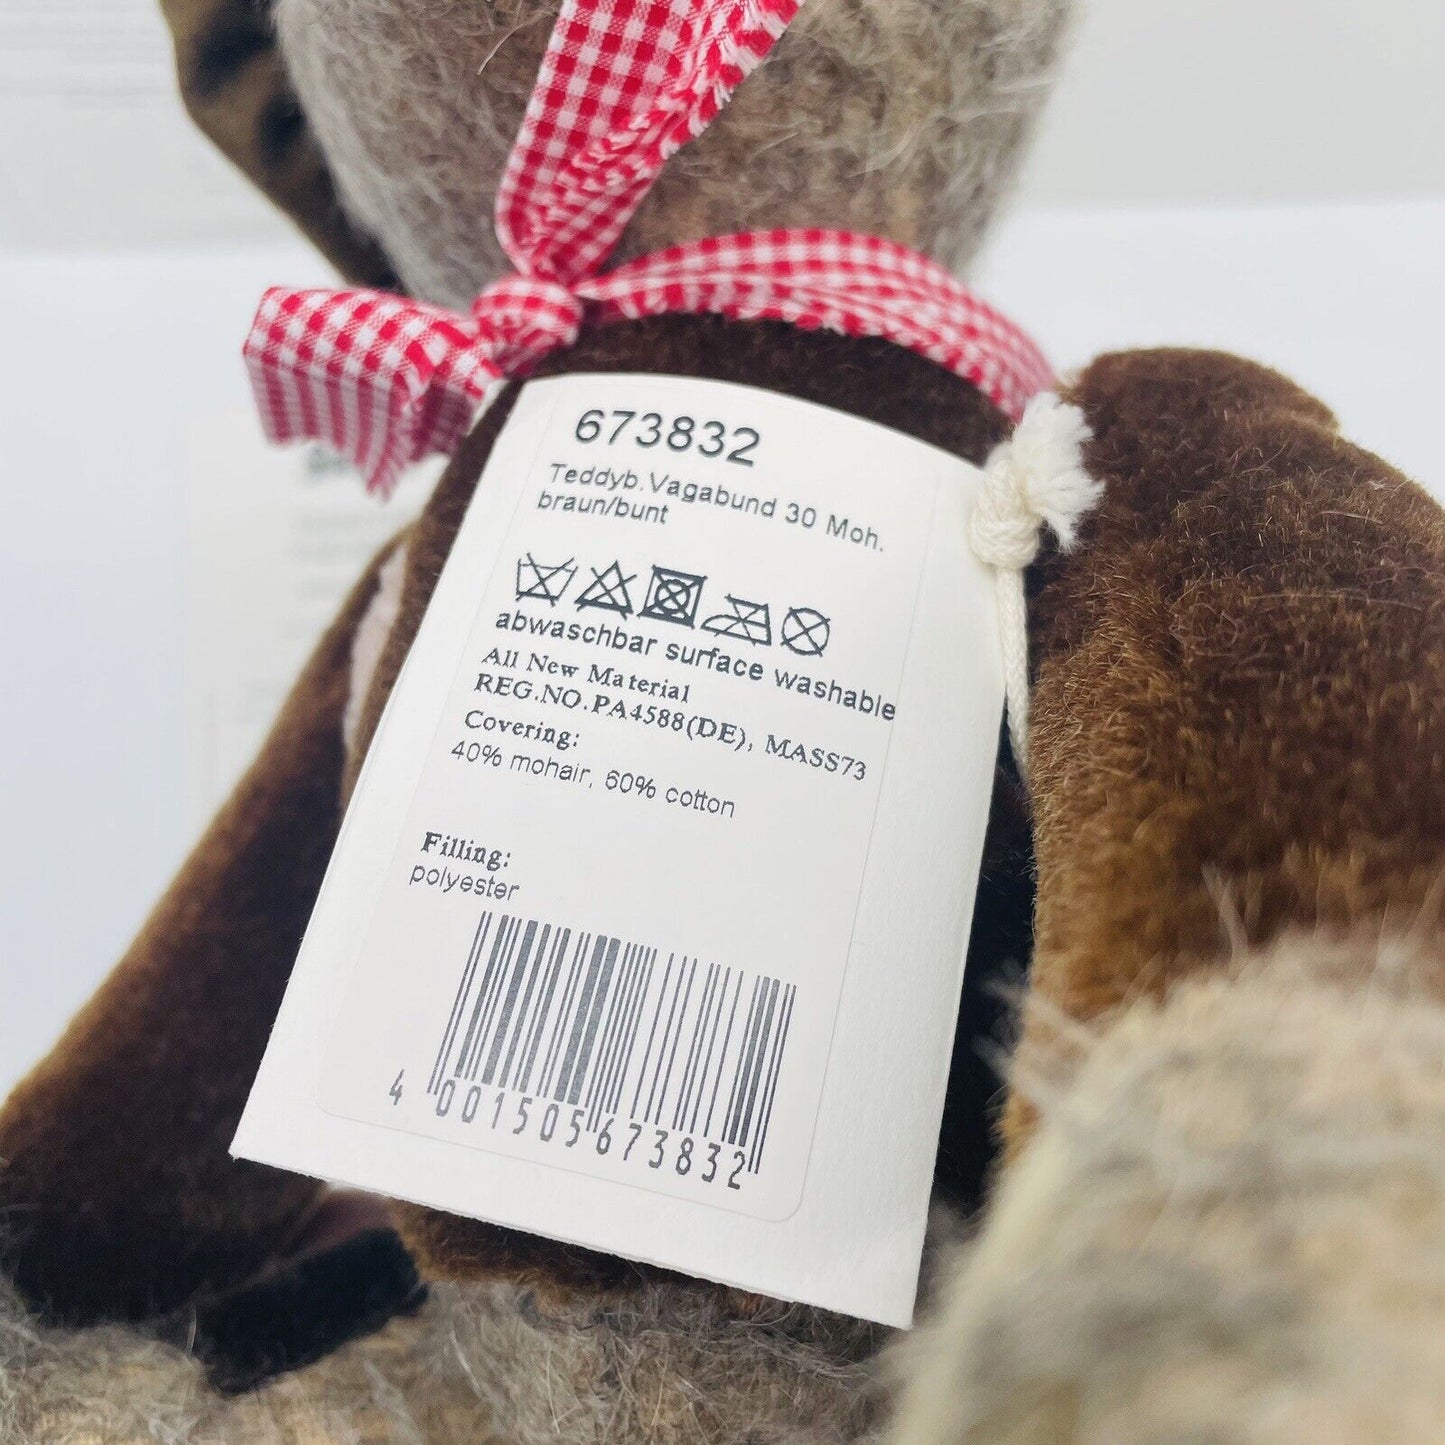 673832
Teddyb.Vagabund 30 Moh.
braun/bunt
abwaschbar surface washable
All New Material
REG.NO.PA4588(DE), MASS73
Covering:
40% mohair, 60% cotton
Filling:
polyester
4 001505 673832